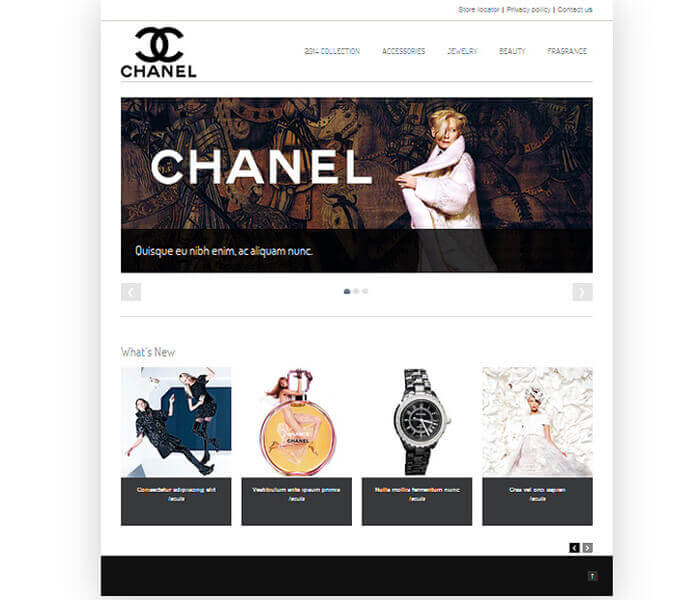 Store locator | Privacy policy | Contact us
CHANEL
2014 COLLECTION ACCESSORIES JEWELRY BEAUTY FRAGRANCE
CHANEL
Quisque eu nibh enim, ac aliquam nunc.
What's New
CHANCE
CHANEL
Consectetur adipiscing elit
iaculis
Vestibulum ante ipsum primis
iaculis
Nulla mollis fermentum nunc
iaculis
Cras vel orci sapien
iaculis